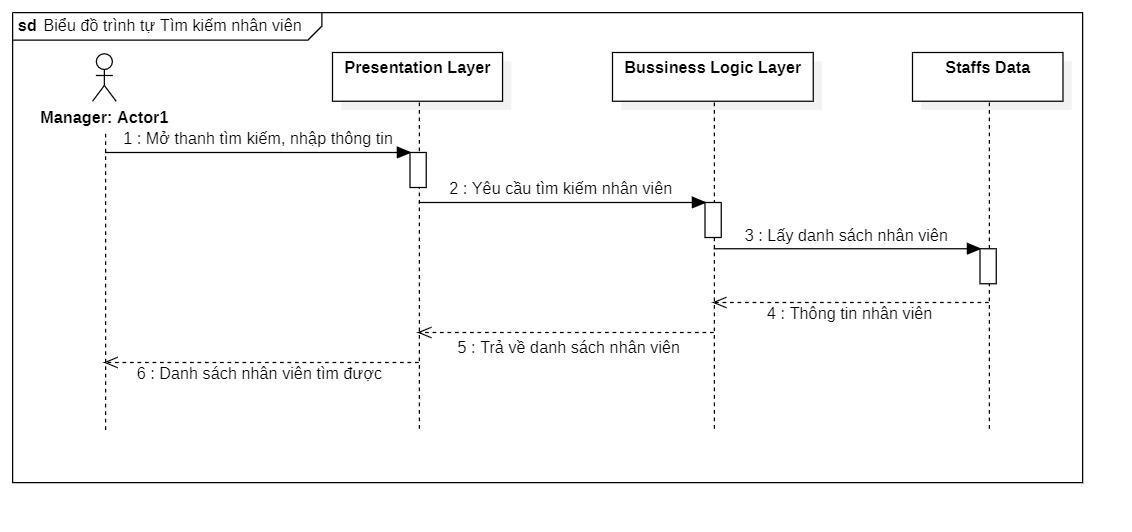 sd Biểu đồ trình tự Tìm kiếm nhân viên
Presentation Layer
Bussiness Logic Layer
Staffs Data
Manager: Actor1
1 : Mở thanh tìm kiếm, nhập thông tin
2 : Yêu cầu tìm kiếm nhân viên
3 : Lấy danh sách nhân viên
4 : Thông tin nhân viên
5 : Trả về danh sách nhân viên
6 : Danh sách nhân viên tìm được